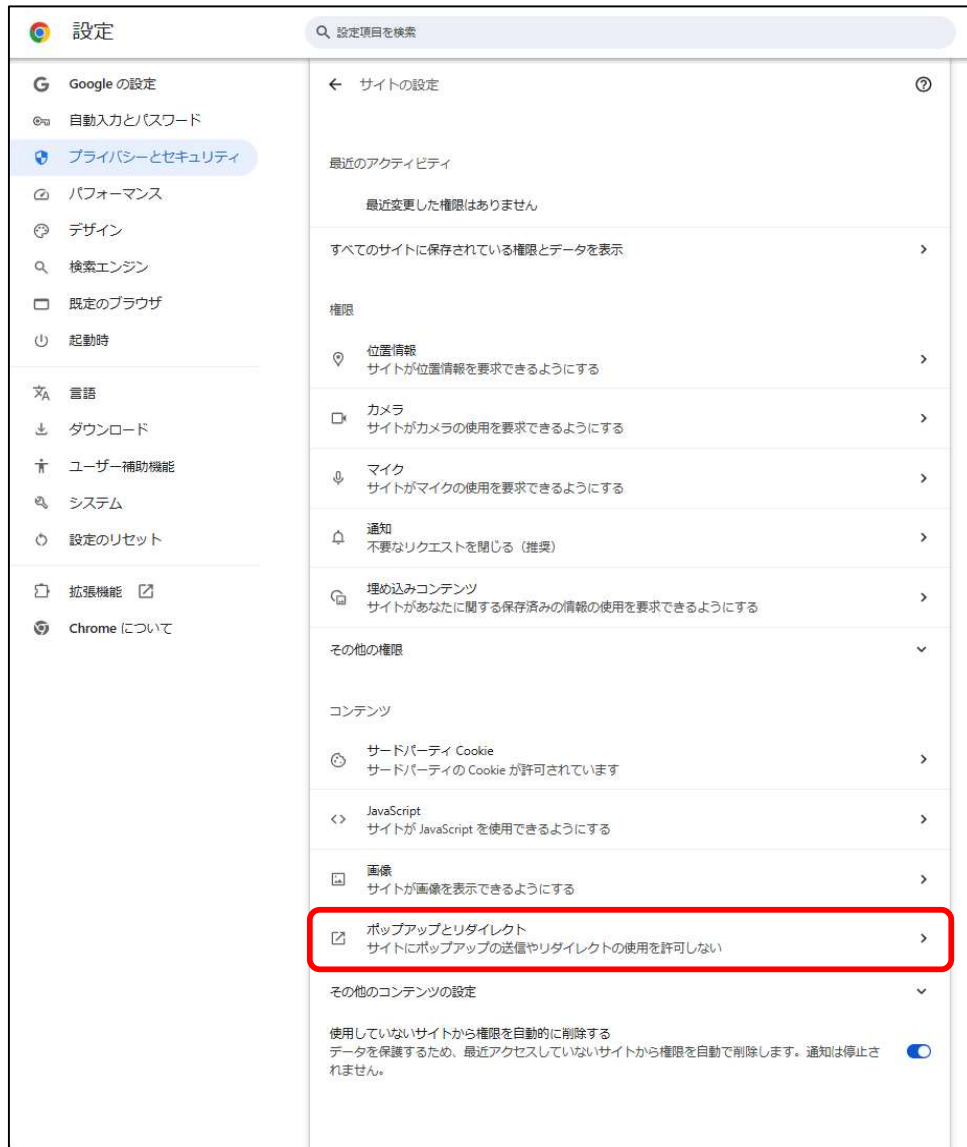 設定
設定項目を検索
Google の設定
自動入力とパスワード
プライバシーとセキュリティ
パフォーマンス
デザイン
検索エンジン
既定のブラウザ
起動時
言語
ダウンロード
ユーザー補助機能
システム
設定のリセット
拡張機能
Chrome について
サイトの設定
最近のアクティビティ
最近変更した権限はありません
すべてのサイトに保存されている権限とデータを表示
権限
位置情報
サイトが位置情報を要求できるようにする
カメラ
サイトがカメラの使用を要求できるようにする
マイク
サイトがマイクの使用を要求できるようにする
通知
不要なリクエストを閉じる（推奨）
埋め込みコンテンツ
サイトがあなたに関する保存済みの情報の使用を要求できるようにする
その他の権限
コンテンツ
サードパーティ Cookie
サードパーティの Cookie が許可されています
JavaScript
サイトが JavaScript を使用できるようにする
画像
サイトが画像を表示できるようにする
ポップアップとリダイレクト
サイトにポップアップの送信やリダイレクトの使用を許可しない
その他のコンテンツの設定
使用していないサイトから権限を自動的に削除する
データを保護するため、最近アクセスしていないサイトから権限を自動で削除します。通知は停止さ
れません。